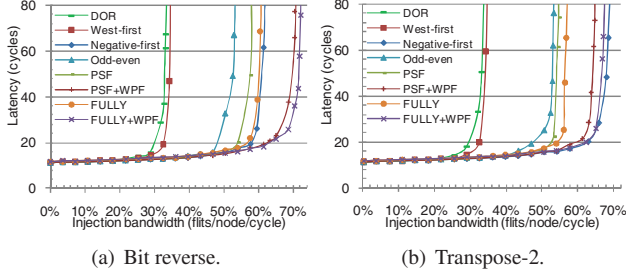 80
60
40
20
0
Latency (cycles)
DOR
West-first
Negative-first
Odd-even
PSF
PSF+WPF
FULLY
FULLY+WPF
0% 10% 20% 30% 40% 50% 60% 70%
Injection bandwidth (flits/node/cycle)
(a) Bit reverse.
80
60
40
20
0
Latency (cycles)
DOR
West-first
Negative-first
Odd-even
PSF
PSF+WPF
FULLY
FULLY+WPF
0% 10% 20% 30% 40% 50% 60% 70%
Injection bandwidth (flits/node/cycle)
(b) Transpose-2.